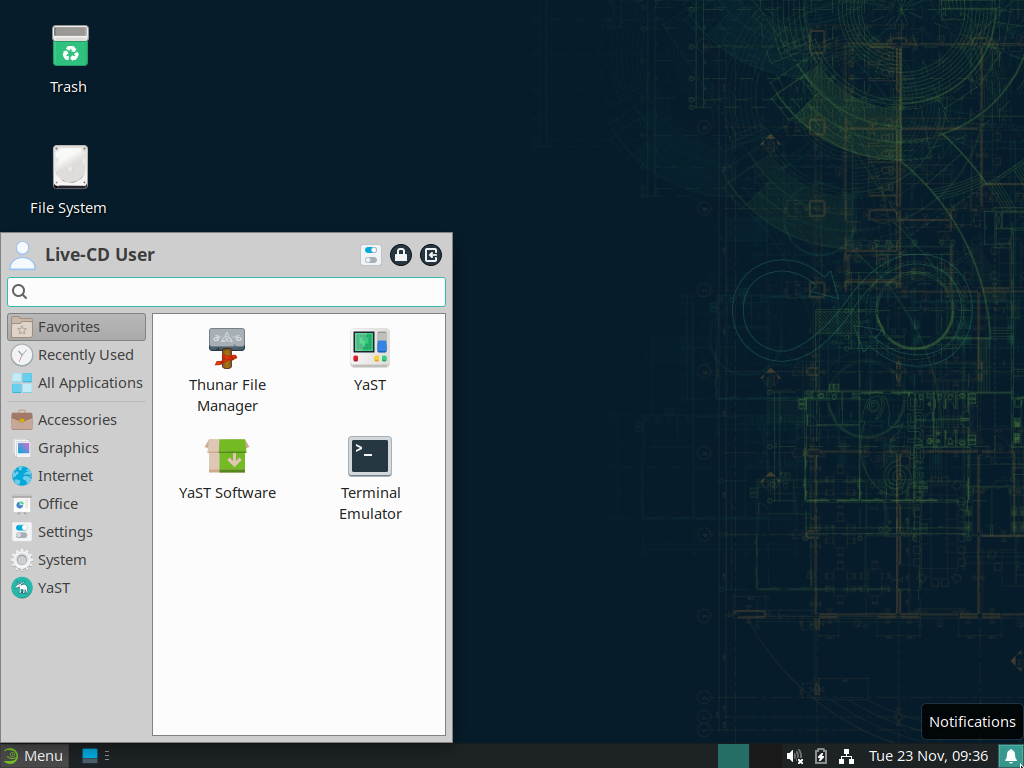 Trash
File System
Live-CD User
Favorites
Recently Used
All Applications
Accessories
Graphics
Internet
Office
Settings
System
YaST
Thunar File
Manager
YaST
YaST Software
Terminal
Emulator
Notifications
Menu
Tue 23 Nov, 09:36